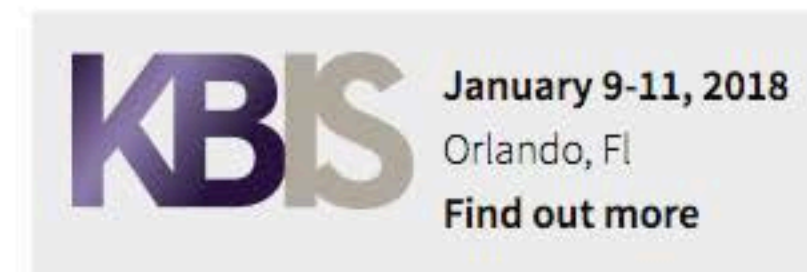 KBIS
January 9-11, 2018
Orlando, Fl
Find out more